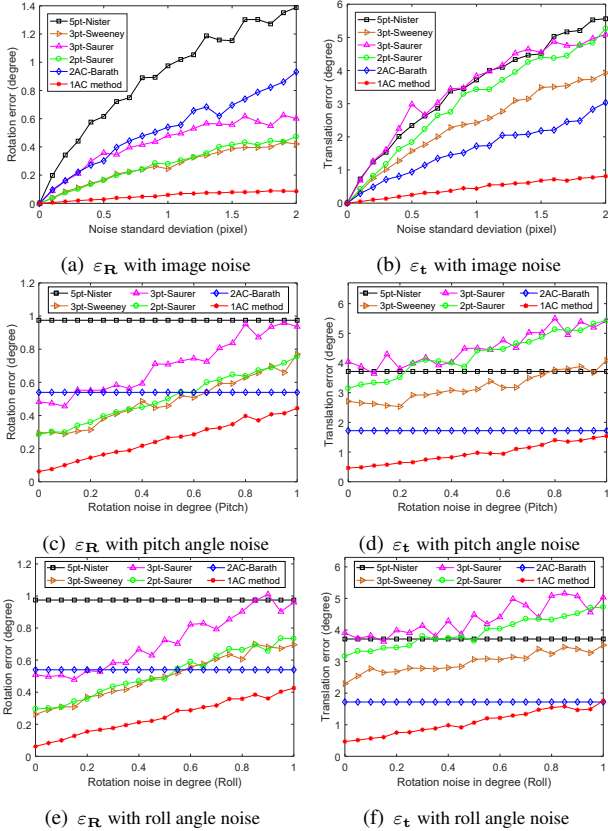 1.4
1.2
1
0.8
0.6
0.4
0.2
0
Rotation error (degree)
5pt-Nister
3pt-Sweeney
3pt-Saurer
2pt-Saurer
2AC-Barath
1AC method
0 0.5 1 1.5 2
Noise standard deviation (pixel)
(a) εR with image noise
6
5
4
3
2
1
0
Translation error (degree)
5pt-Nister
3pt-Sweeney
3pt-Saurer
2pt-Saurer
2AC-Barath
1AC method
0 0.5 1 1.5 2
Noise standard deviation (pixel)
(b) εt with image noise
1.2
1
0.8
0.6
0.4
0.2
0
Rotation error (degree)
5pt-Nister 3pt-Saurer 2AC-Barath
3pt-Sweeney 2pt-Saurer 1AC method
0 0.2 0.4 0.6 0.8 1
Rotation noise in degree (Pitch)
(c) εR with pitch angle noise
6
5
4
3
2
1
0
Translation error (degree)
5pt-Nister 3pt-Saurer 2AC-Barath
3pt-Sweeney 2pt-Saurer 1AC method
0 0.2 0.4 0.6 0.8 1
Rotation noise in degree (Pitch)
(d) εt with pitch angle noise
1.2
1
0.8
0.6
0.4
0.2
0
Rotation error (degree)
5pt-Nister 3pt-Saurer 2AC-Barath
3pt-Sweeney 2pt-Saurer 1AC method
0 0.2 0.4 0.6 0.8 1
Rotation noise in degree (Roll)
(e) εR with roll angle noise
6
5
4
3
2
1
0
Translation error (degree)
5pt-Nister 3pt-Saurer 2AC-Barath
3pt-Sweeney 2pt-Saurer 1AC method
0 0.2 0.4 0.6 0.8 1
Rotation noise in degree (Roll)
(f) εt with roll angle noise